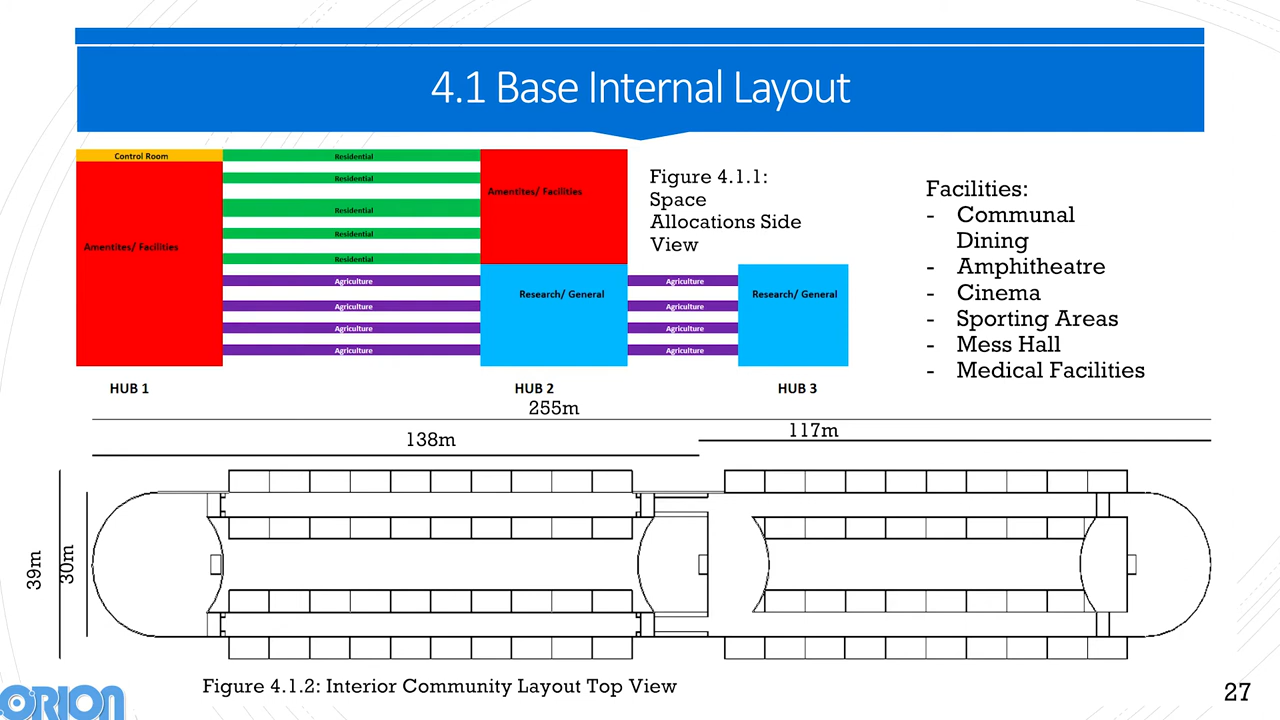 4.1 Base Internal Layout
Control Room
Amentites/ Facilities
Residential
Residential
Residential
Residential
Residential
Agriculture
Agriculture
Agriculture
Agriculture
Amentites/ Facilities
Research/ General
Agriculture
Agriculture
Agriculture
Agriculture
Research/ General
HUB 1
HUB 2
HUB 3
Figure 4.1.1:
Space
Allocations Side
View
Facilities:
- Communal
Dining
- Amphitheatre
- Cinema
- Sporting Areas
- Mess Hall
- Medical Facilities
255m
138m
117m
39m
30m
Figure 4.1.2: Interior Community Layout Top View
ORION
27